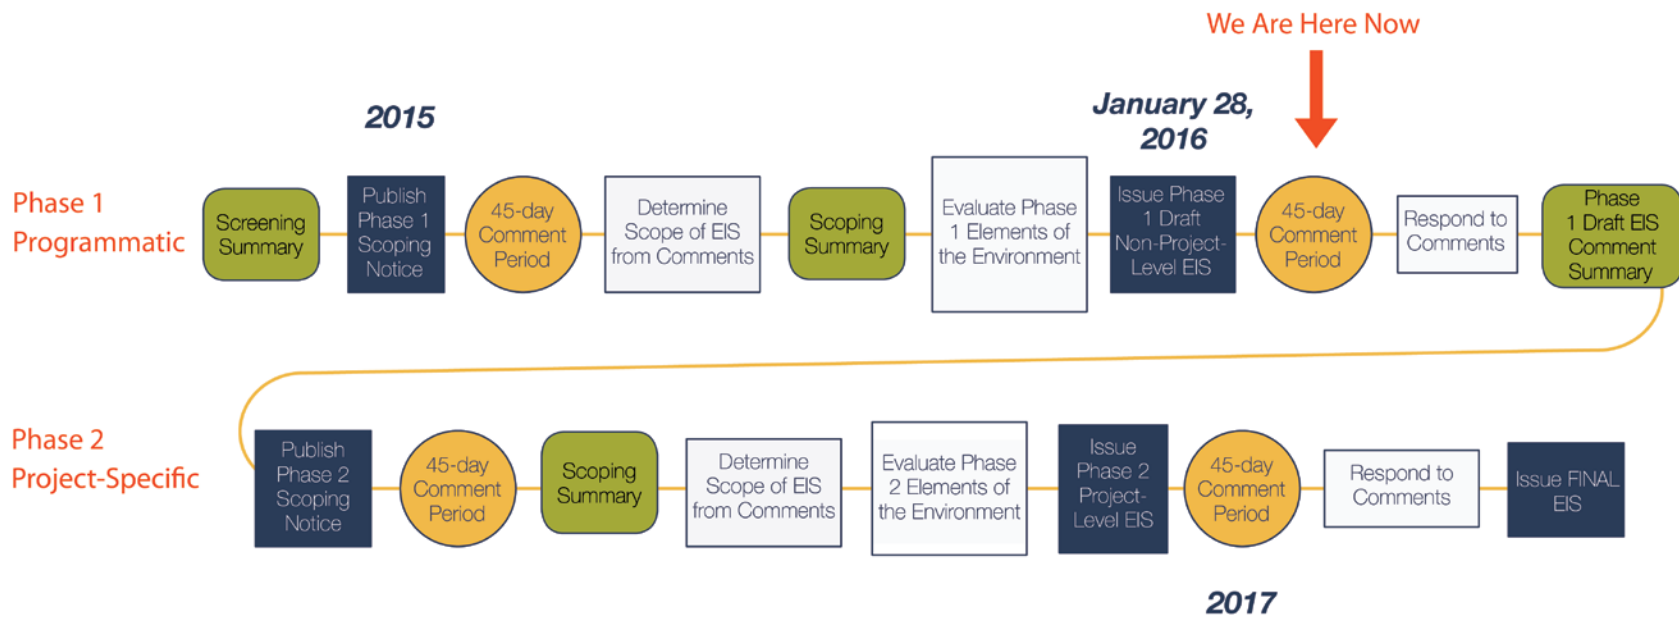 We Are Here Now
2015
January 28,
2016
Phase 1
Programmatic
Screening
Summary
Publish
Phase 1
Scoping
Notice
45-day
Comment
Period
Determine
Scope of EIS
from Comments
Scoping
Summary
Evaluate Phase
1 Elements of
the Environment
Issue Phase
1 Draft
Non-Project-
Level EIS
45-day
Comment
Period
Respond to
Comments
Phase
1 Draft EIS
Comment
Summary
Phase 2
Project-Specific
Publish
Phase 2
Scoping
Notice
45-day
Comment
Period
Scoping
Summary
Determine
Scope of EIS
from Comments
Evaluate Phase
2 Elements of
the Environment
Issue
Phase 2
Project-
Level EIS
45-day
Comment
Period
Respond to
Comments
Issue FINAL
EIS
2017